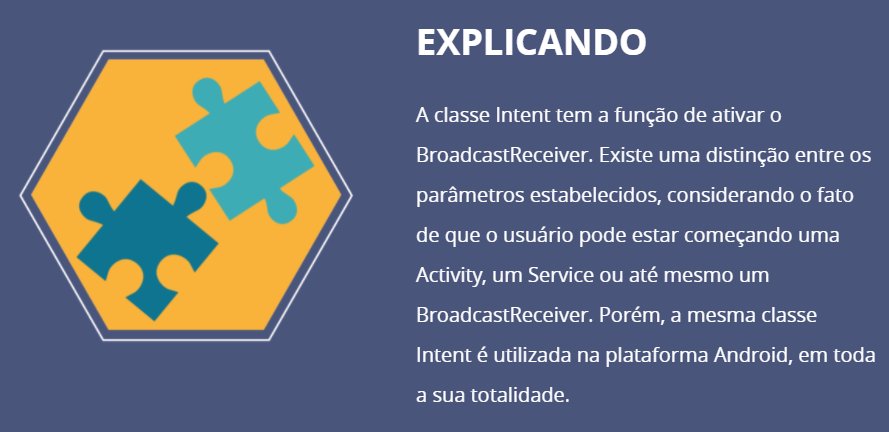 EXPLICANDO
A classe Intent tem a função de ativar o
BroadcastReceiver. Existe uma distinção entre os
parâmetros estabelecidos, considerando o fato
de que o usuário pode estar começando uma
Activity, um Service ou até mesmo um
BroadcastReceiver. Porém, a mesma classe
Intent é utilizada na plataforma Android, em toda
a sua totalidade.